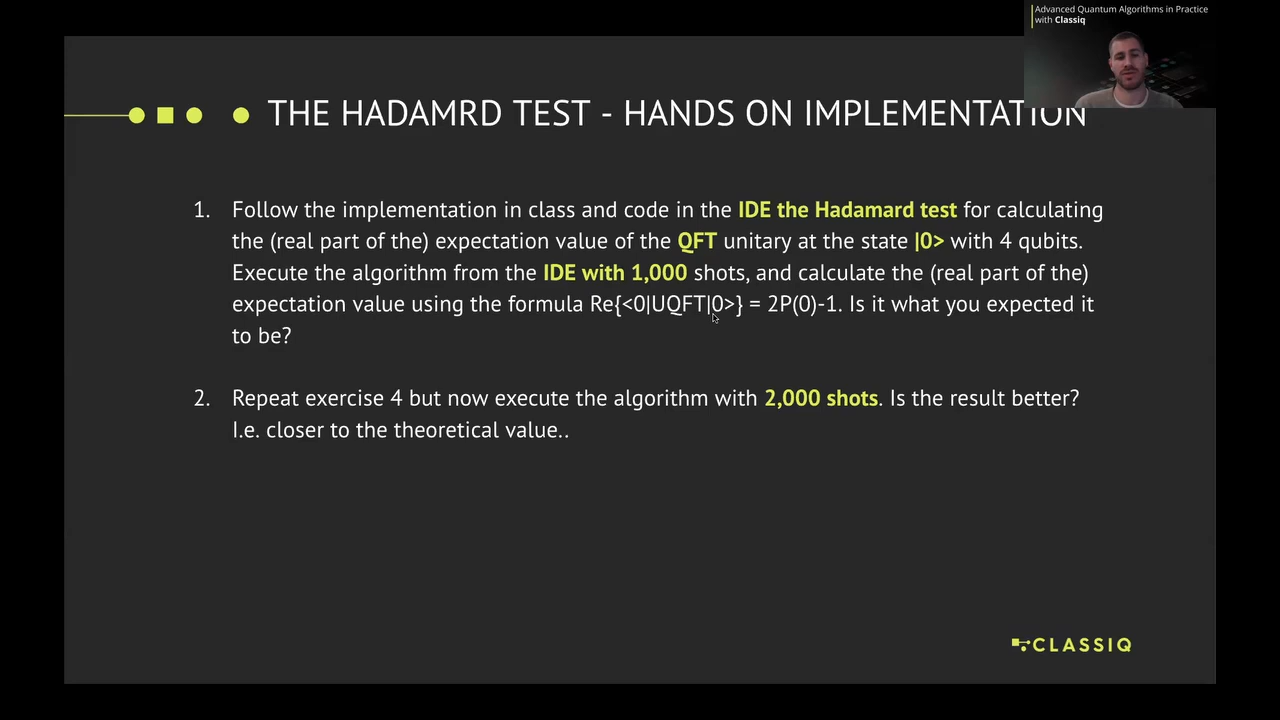 Advanced Quantum Algorithms in Practice
with Classiq
THE HADAMRD TEST - HANDS ON IMPLEMENTATION
1. Follow the implementation in class and code in the IDE the Hadamard test for calculating
the (real part of the) expectation value of the QFT unitary at the state |0> with 4 qubits.
Execute the algorithm from the IDE with 1,000 shots, and calculate the (real part of the)
expectation value using the formula Re{<0|UQFT|0>} = 2P(0)-1. Is it what you expected it
to be?
2. Repeat exercise 4 but now execute the algorithm with 2,000 shots. Is the result better?
I.e. closer to the theoretical value..
CLASSIQ